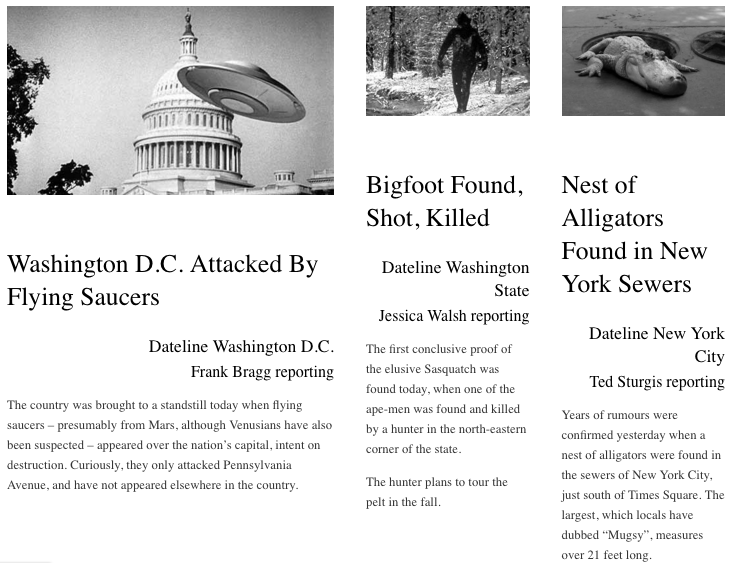 Washington D.C. Attacked By
Flying Saucers
Dateline Washington D.C.
Frank Bragg reporting
The country was brought to a standstill today when flying
saucers – presumably from Mars, although Venusians have also
been suspected – appeared over the nation’s capital, intent on
destruction. Curiously, they only attacked Pennsylvania
Avenue, and have not appeared elsewhere in the country.
Bigfoot Found,
Shot, Killed
Dateline Washington
State
Jessica Walsh reporting
The first conclusive proof of
the elusive Sasquatch was
found today, when one of the
ape-men was found and killed
by a hunter in the north-eastern
corner of the state.
The hunter plans to tour the
pelt in the fall.
Nest of
Alligators
Found in New
York Sewers
Dateline New York
City
Ted Sturgis reporting
Years of rumours were
confirmed yesterday when a
nest of alligators were found in
the sewers of New York City,
just south of Times Square. The
largest, which locals have
dubbed “Mugsy”, measures
over 21 feet long.